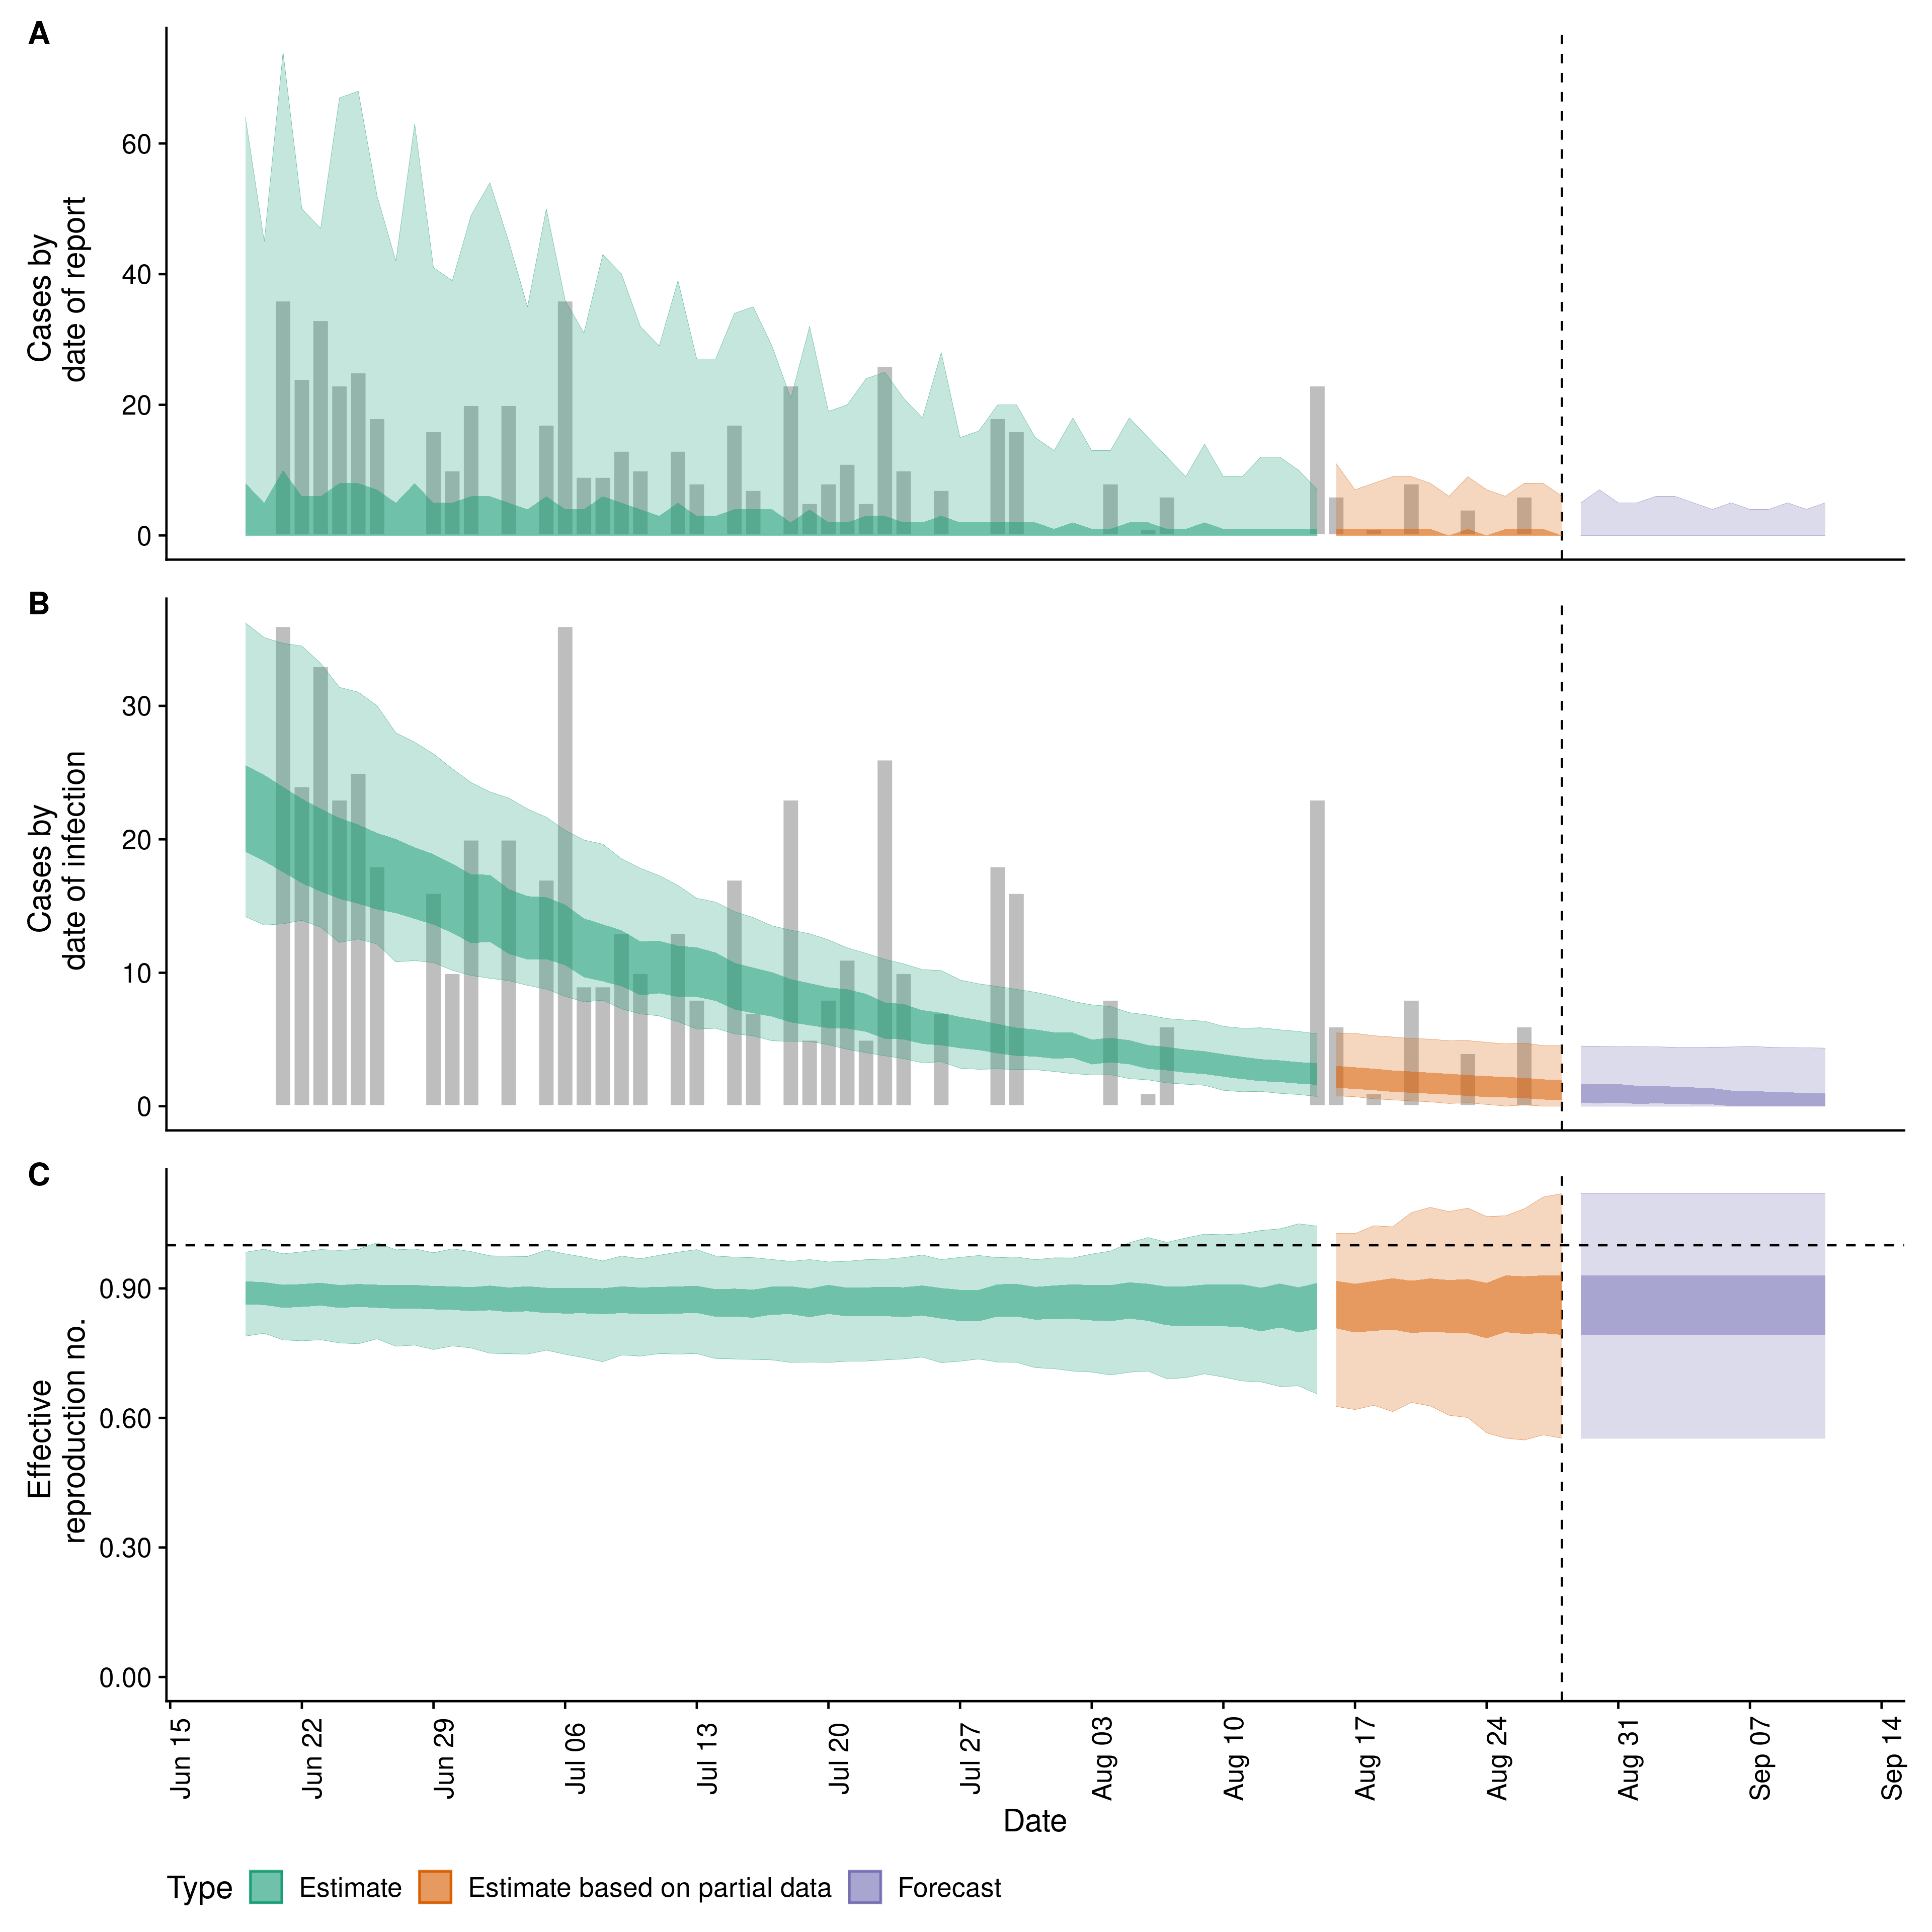 A
Cases by
date of report
60
40
20
0
B
Cases by
date of infection
30
20
10
0
C
Effective
reproduction no.
0.90
0.60
0.30
0.00
Jun 15
Jun 22
Jun 29
Jul 06
Jul 13
Jul 20
Jul 27
Aug 03
Aug 10
Aug 17
Aug 24
Aug 31
Sep 07
Sep 14
Date
Type Estimate Estimate based on partial data Forecast